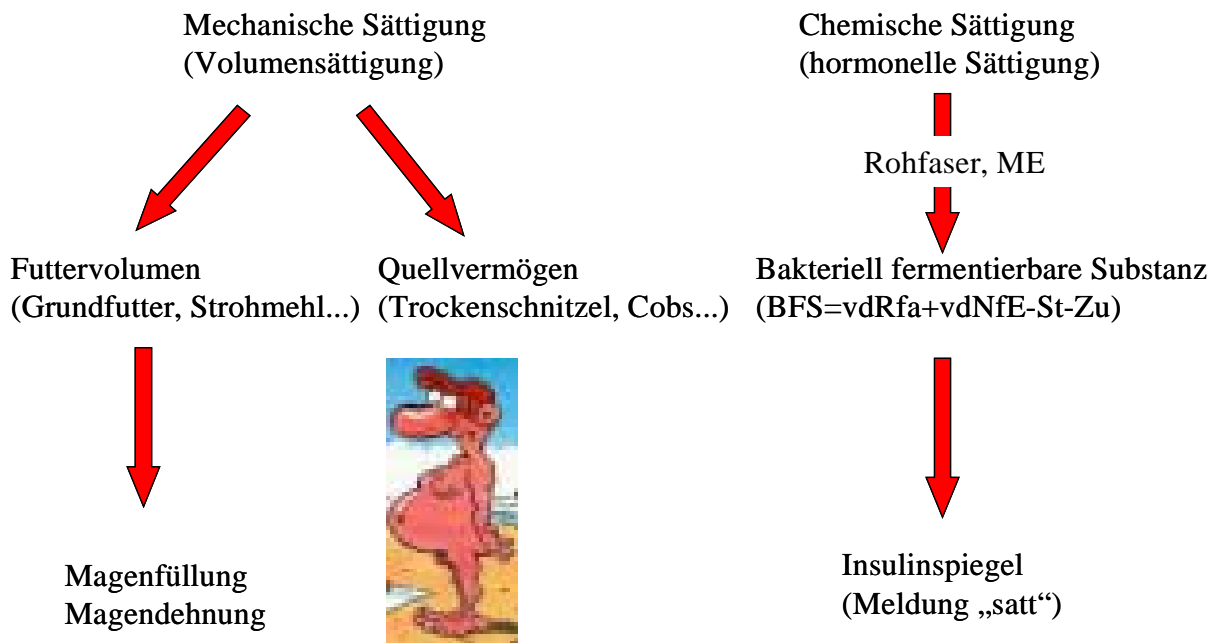 Mechanische Sättigung
(Volumensättigung)
Chemische Sättigung
(hormonelle Sättigung)
Rohfaser, ME
Futtervolumen
(Grundfutter, Strohmehl...)
Quellvermögen
(Trockenschnitzel, Cobs...)
Bakteriell fermentierbare Substanz
(BFS=vdRfa+vdNfE-St-Zu)
Magenfüllung
Magendehnung
Insulinspiegel
(Meldung „satt“)